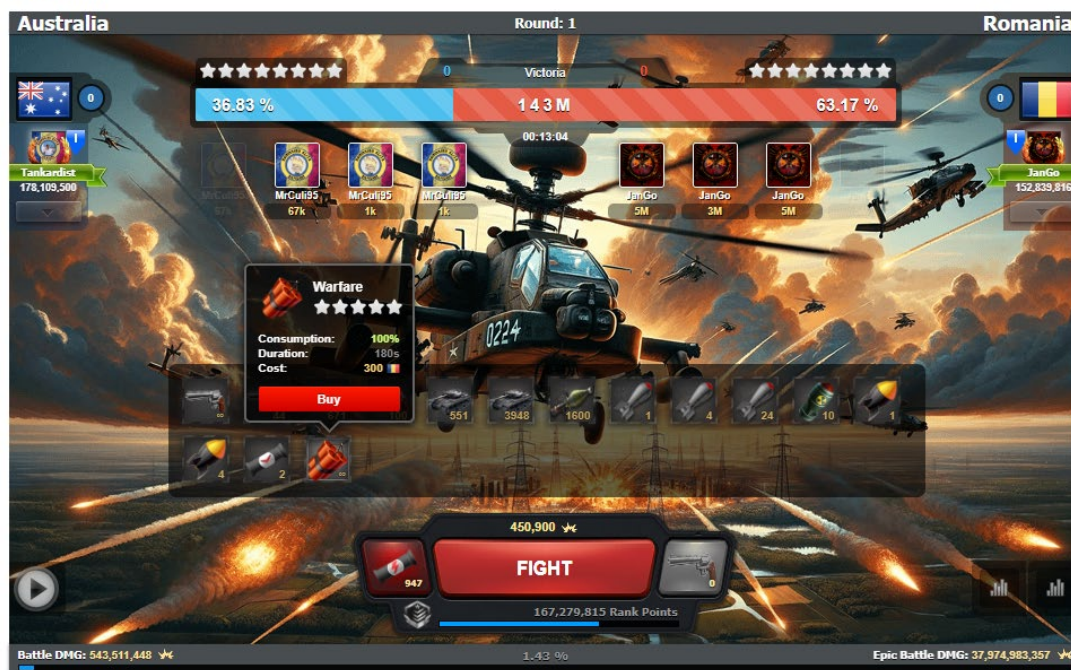 Australia
Round: 1
Romania
0
Victoria
0
0
36.83 %
143M
63.17 %
0
00:13:04
Tankardist
178,109,500
MrCuli95
67k
MrCuli95
1k
MrCuli95
1k
JanGo
5M
JanGo
3M
JanGo
5M
JanGo
152,839,816
Warfare
Consumption: 100%
Duration: 180s
Cost: 300
Buy
∞
551
3948
1600
1
4
24
10
1
4
2
∞
0224
450,900
947
FIGHT
0
167,279,815 Rank Points
Battle DMG: 543,511,448
1.43 %
Epic Battle DMG: 37,974,983,357